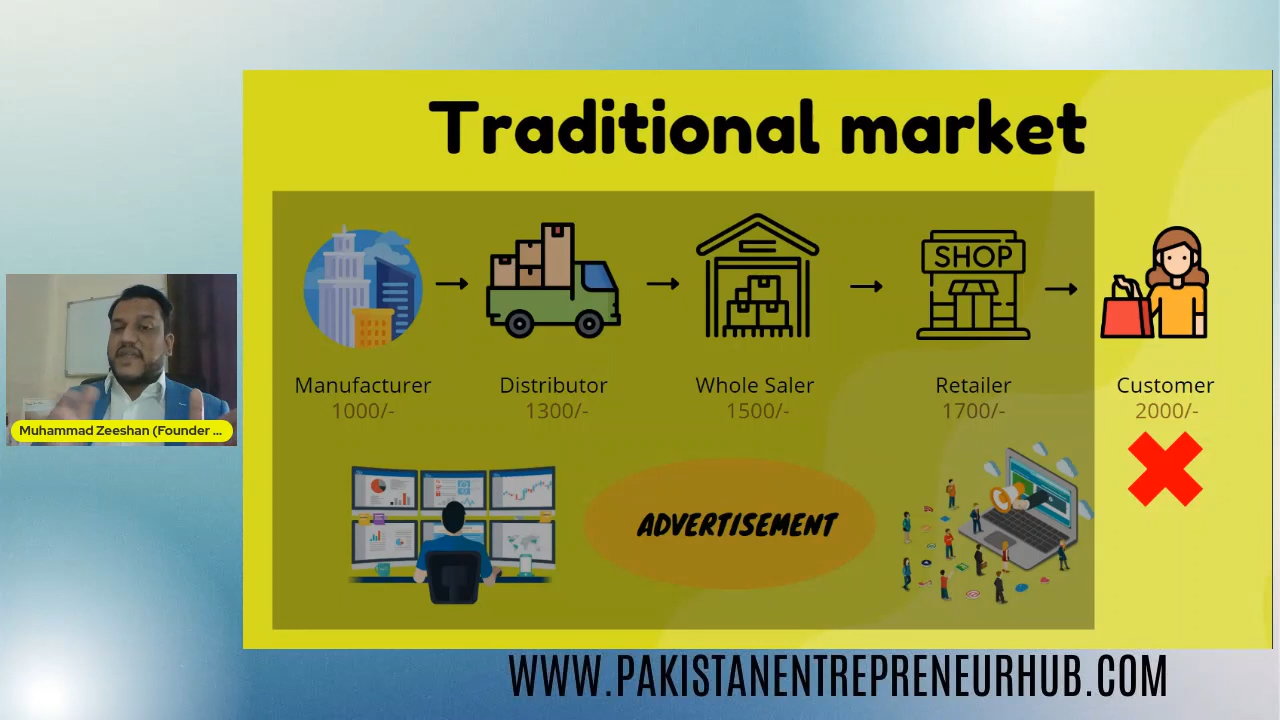 Traditional market
SHOP
Manufacturer
1000/-
Distributor
1300/-
Whole Saler
1500/-
Retailer
1700/-
Customer
2000/-
ADVERTISEMENT
Muhammad Zeeshan (Founder ...
WWW.PAKISTANENTREPRENEURHUB.COM